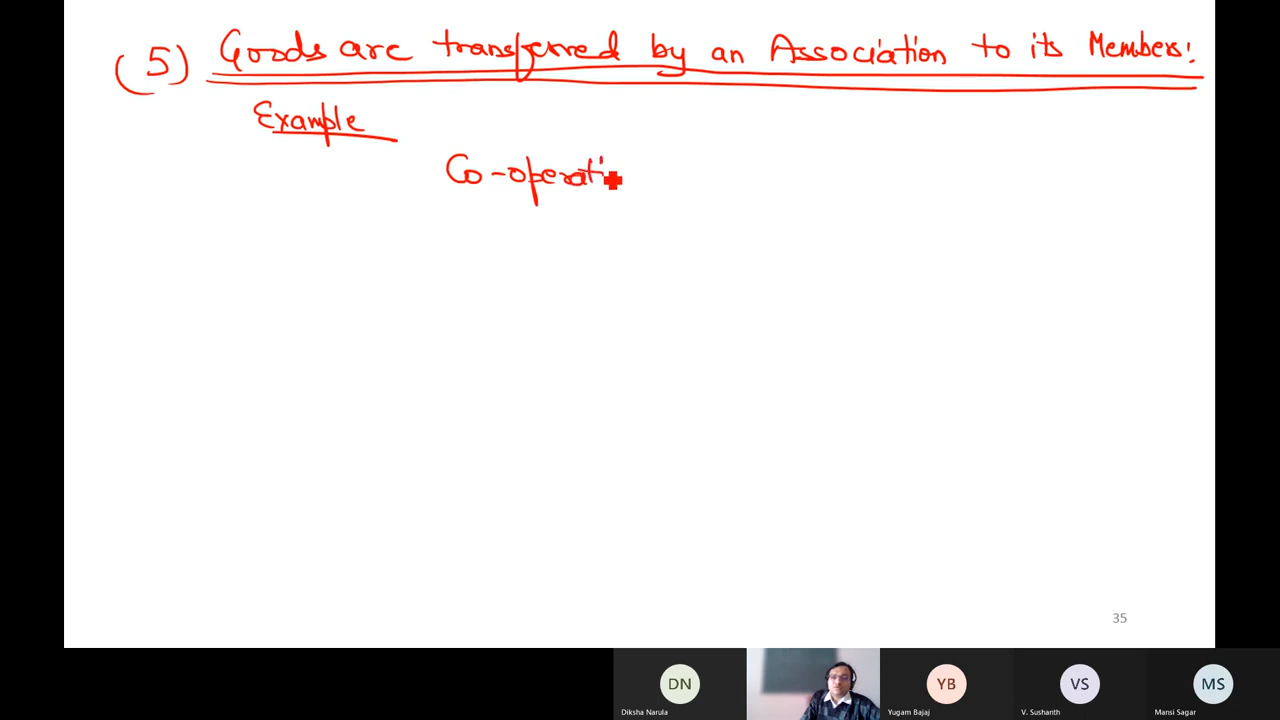 (5) Goods are transferred by an Association to its Members:
Example
Co-operati
35
DN
YB
VS
MS
Diksha Narula
Yugam Bajaj
V. Sushanth
Mansi Sagar